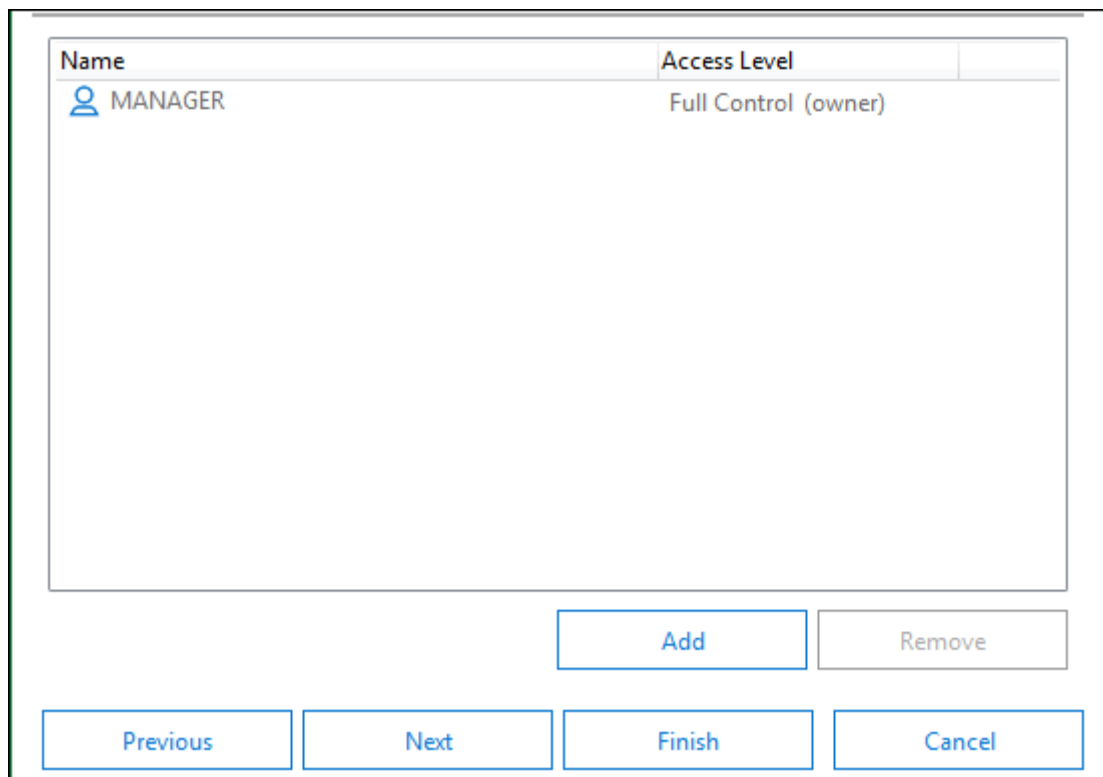 Name Access Level
MANAGER Full Control (owner)
Add Remove
Previous Next Finish Cancel